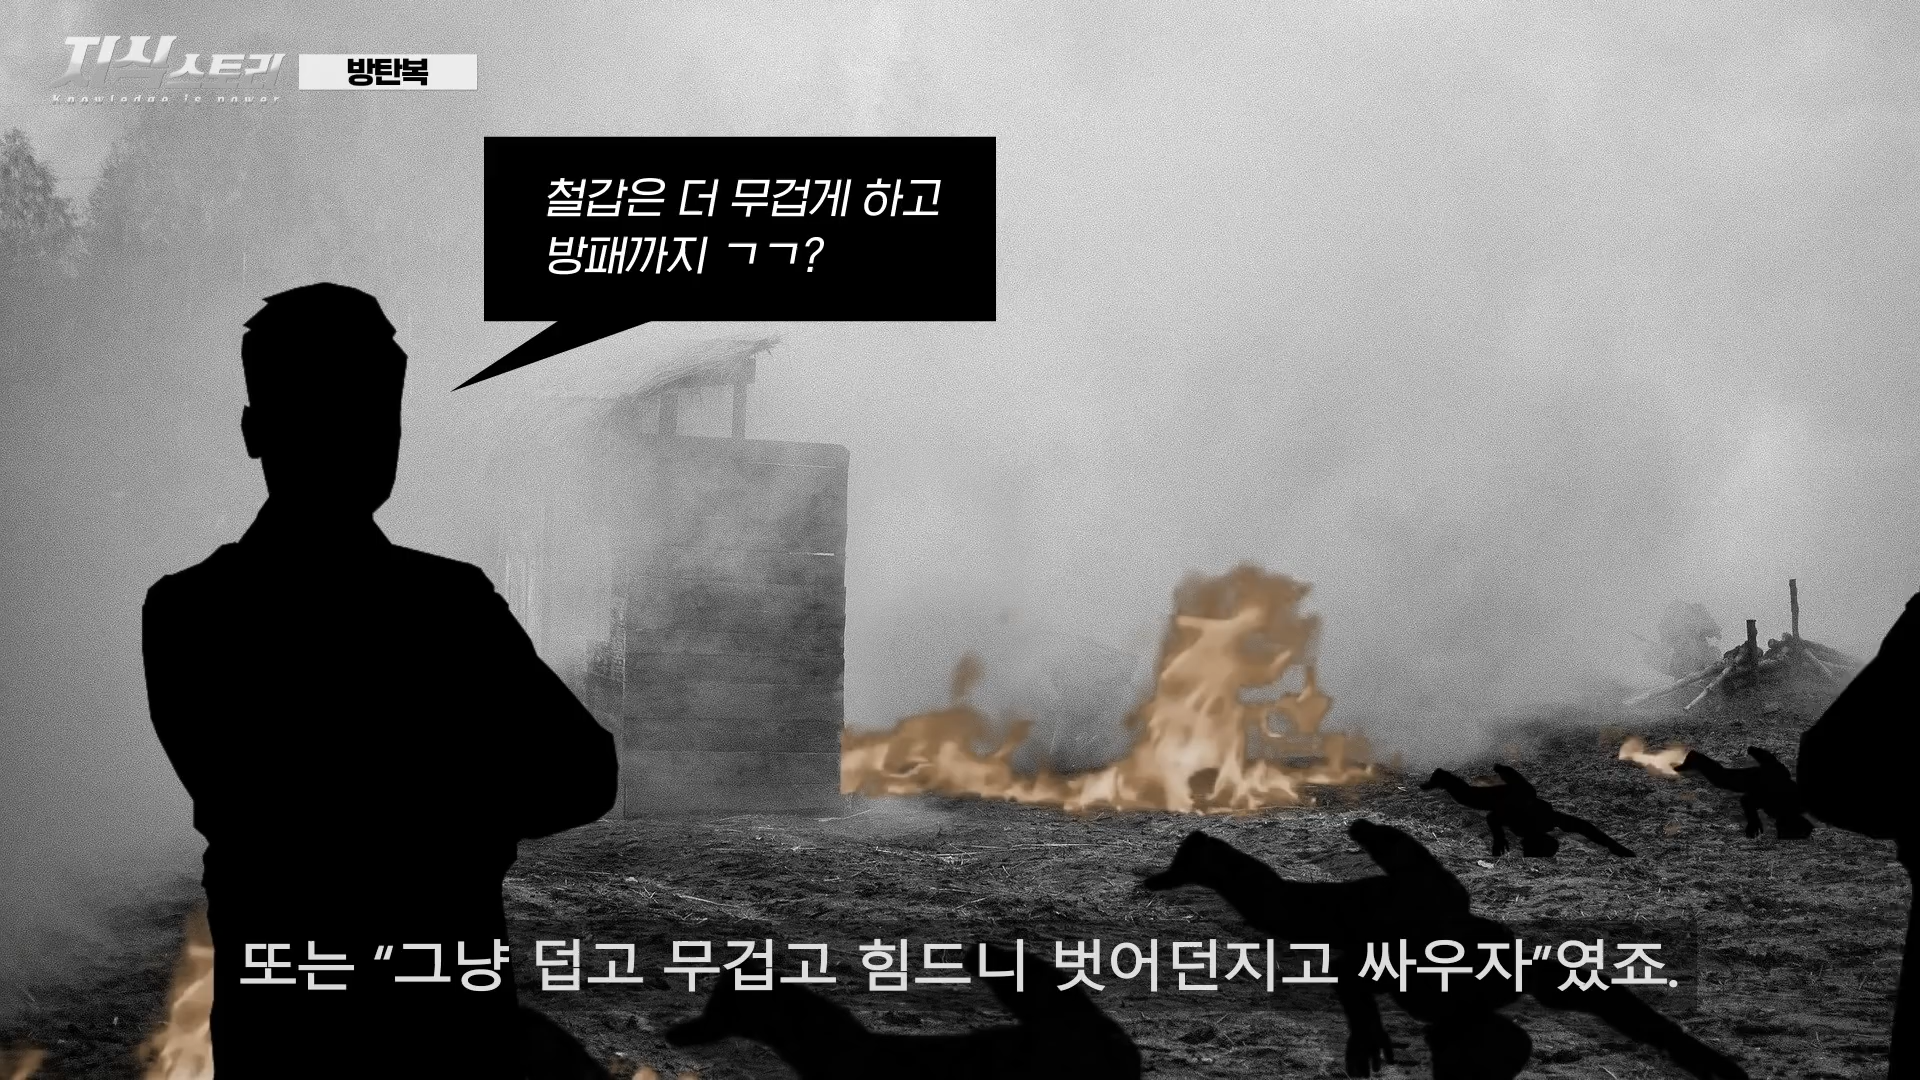 지식스토리
Knowledge is power
방탄복
철갑은 더 무겁게 하고
방패까지 ㄱㄱ?
또는 “그냥 덥고 무겁고 힘드니 벗어던지고 싸우자”였죠.